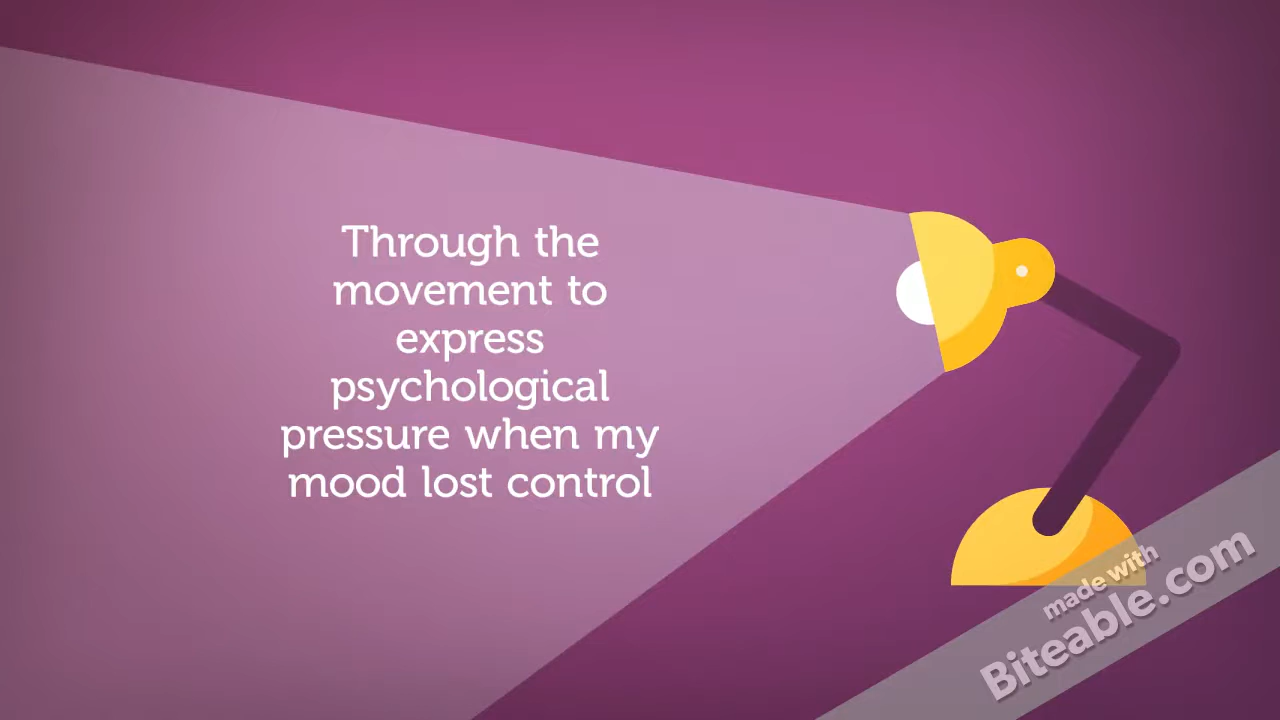 Through the
movement to
express
psychological
pressure when my
mood lost control
made with
Biteable.com